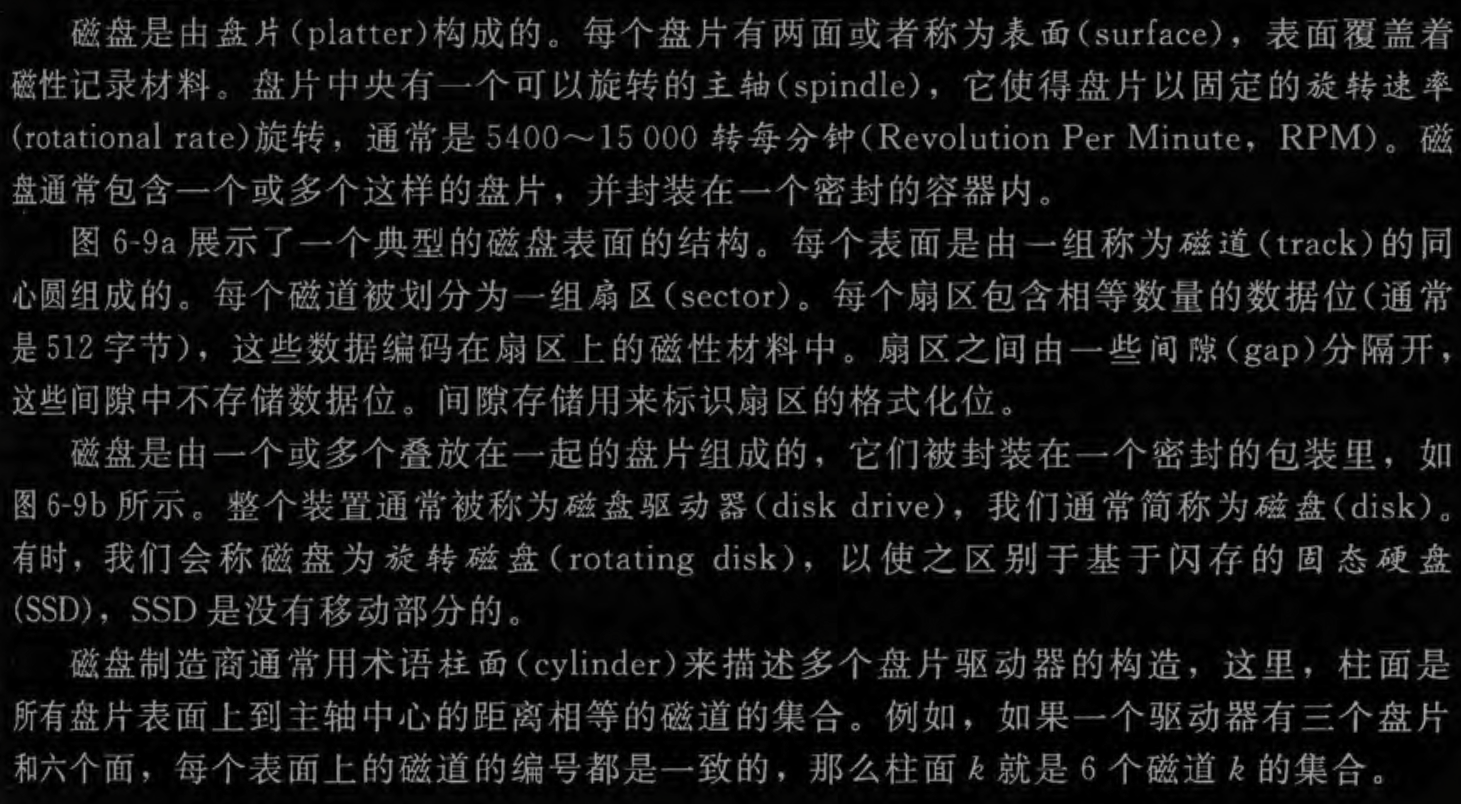 磁盘是由盘片(platter)构成的。每个盘片有两面或者称为表面(surface)，表面覆盖着
磁性记录材料。盘片中央有一个可以旋转的主轴(spindle)，它使得盘片以固定的旋转速率
(rotational rate)旋转，通常是 5400～15 000 转每分钟(Revolution Per Minute，RPM)。磁
盘通常包含一个或多个这样的盘片，并封装在一个密封的容器内。
图 6-9a 展示了一个典型的磁盘表面的结构。每个表面是由一组称为磁道(track)的同
心圆组成的。每个磁道被划分为一组扇区(sector)。每个扇区包含相等数量的数据位(通常
是 512 字节)，这些数据编码在扇区上的磁性材料中。扇区之间由一些间隙(gap)分隔开，
这些间隙中不存储数据位。间隙存储用来标识扇区的格式化位。
磁盘是由一个或多个叠放在一起的盘片组成的，它们被封装在一个密封的包装里，如
图 6-9b 所示。整个装置通常被称为磁盘驱动器(disk drive)，我们通常简称为磁盘(disk)。
有时，我们会称磁盘为旋转磁盘(rotating disk)，以使之区别于基于闪存的固态硬盘
(SSD)，SSD 是没有移动部分的。
磁盘制造商通常用术语柱面(cylinder)来描述多个盘片驱动器的构造，这里，柱面是
所有盘片表面上到主轴中心的距离相等的磁道的集合。例如，如果一个驱动器有三个盘片
和六个面，每个表面上的磁道的编号都是一致的，那么柱面 k 就是 6 个磁道 k 的集合。